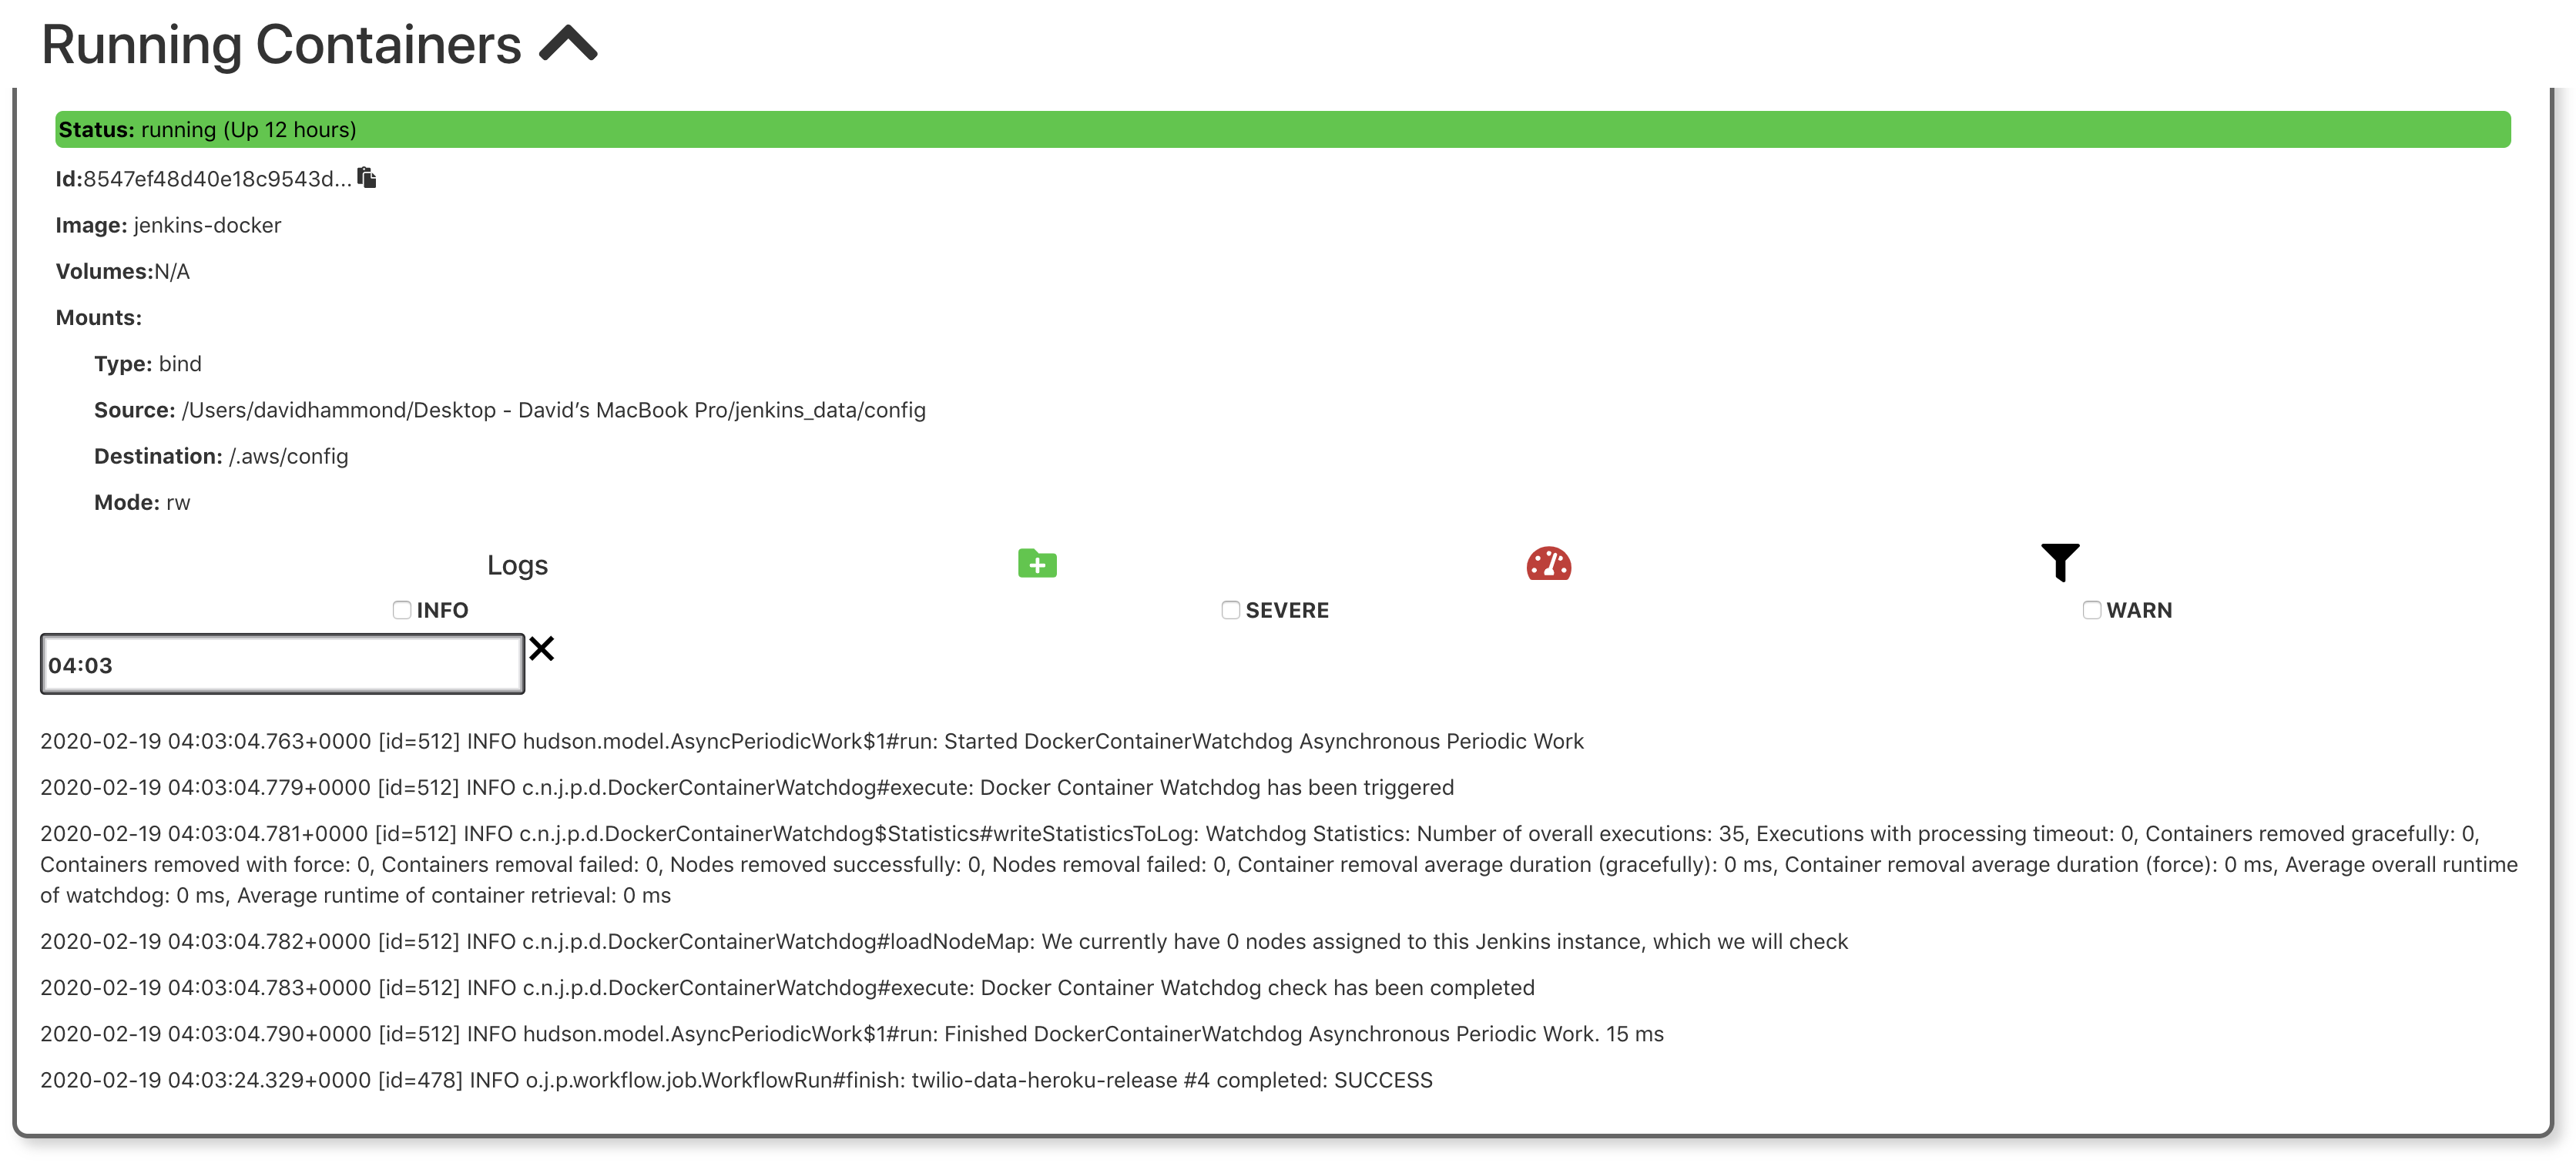 Running Containers
Status: running (Up 12 hours)
Id:8547ef48d40e18c9543d...
Image: jenkins-docker
Volumes:N/A
Mounts:
Type: bind
Source: /Users/davidhammond/Desktop - David’s MacBook Pro/jenkins_data/config
Destination: /.aws/config
Mode: rw
Logs
INFO SEVERE WARN
04:03
2020-02-19 04:03:04.763+0000 [id=512] INFO hudson.model.AsyncPeriodicWork$1#run: Started DockerContainerWatchdog Asynchronous Periodic Work
2020-02-19 04:03:04.779+0000 [id=512] INFO c.n.j.p.d.DockerContainerWatchdog#execute: Docker Container Watchdog has been triggered
2020-02-19 04:03:04.781+0000 [id=512] INFO c.n.j.p.d.DockerContainerWatchdog$Statistics#writeStatisticsToLog: Watchdog Statistics: Number of overall executions: 35, Executions with processing timeout: 0, Containers removed gracefully: 0,
Containers removed with force: 0, Containers removal failed: 0, Nodes removed successfully: 0, Nodes removal failed: 0, Container removal average duration (gracefully): 0 ms, Container removal average duration (force): 0 ms, Average overall runtime
of watchdog: 0 ms, Average runtime of container retrieval: 0 ms
2020-02-19 04:03:04.782+0000 [id=512] INFO c.n.j.p.d.DockerContainerWatchdog#loadNodeMap: We currently have 0 nodes assigned to this Jenkins instance, which we will check
2020-02-19 04:03:04.783+0000 [id=512] INFO c.n.j.p.d.DockerContainerWatchdog#execute: Docker Container Watchdog check has been completed
2020-02-19 04:03:04.790+0000 [id=512] INFO hudson.model.AsyncPeriodicWork$1#run: Finished DockerContainerWatchdog Asynchronous Periodic Work. 15 ms
2020-02-19 04:03:24.329+0000 [id=478] INFO o.j.p.workflow.job.WorkflowRun#finish: twilio-data-heroku-release #4 completed: SUCCESS